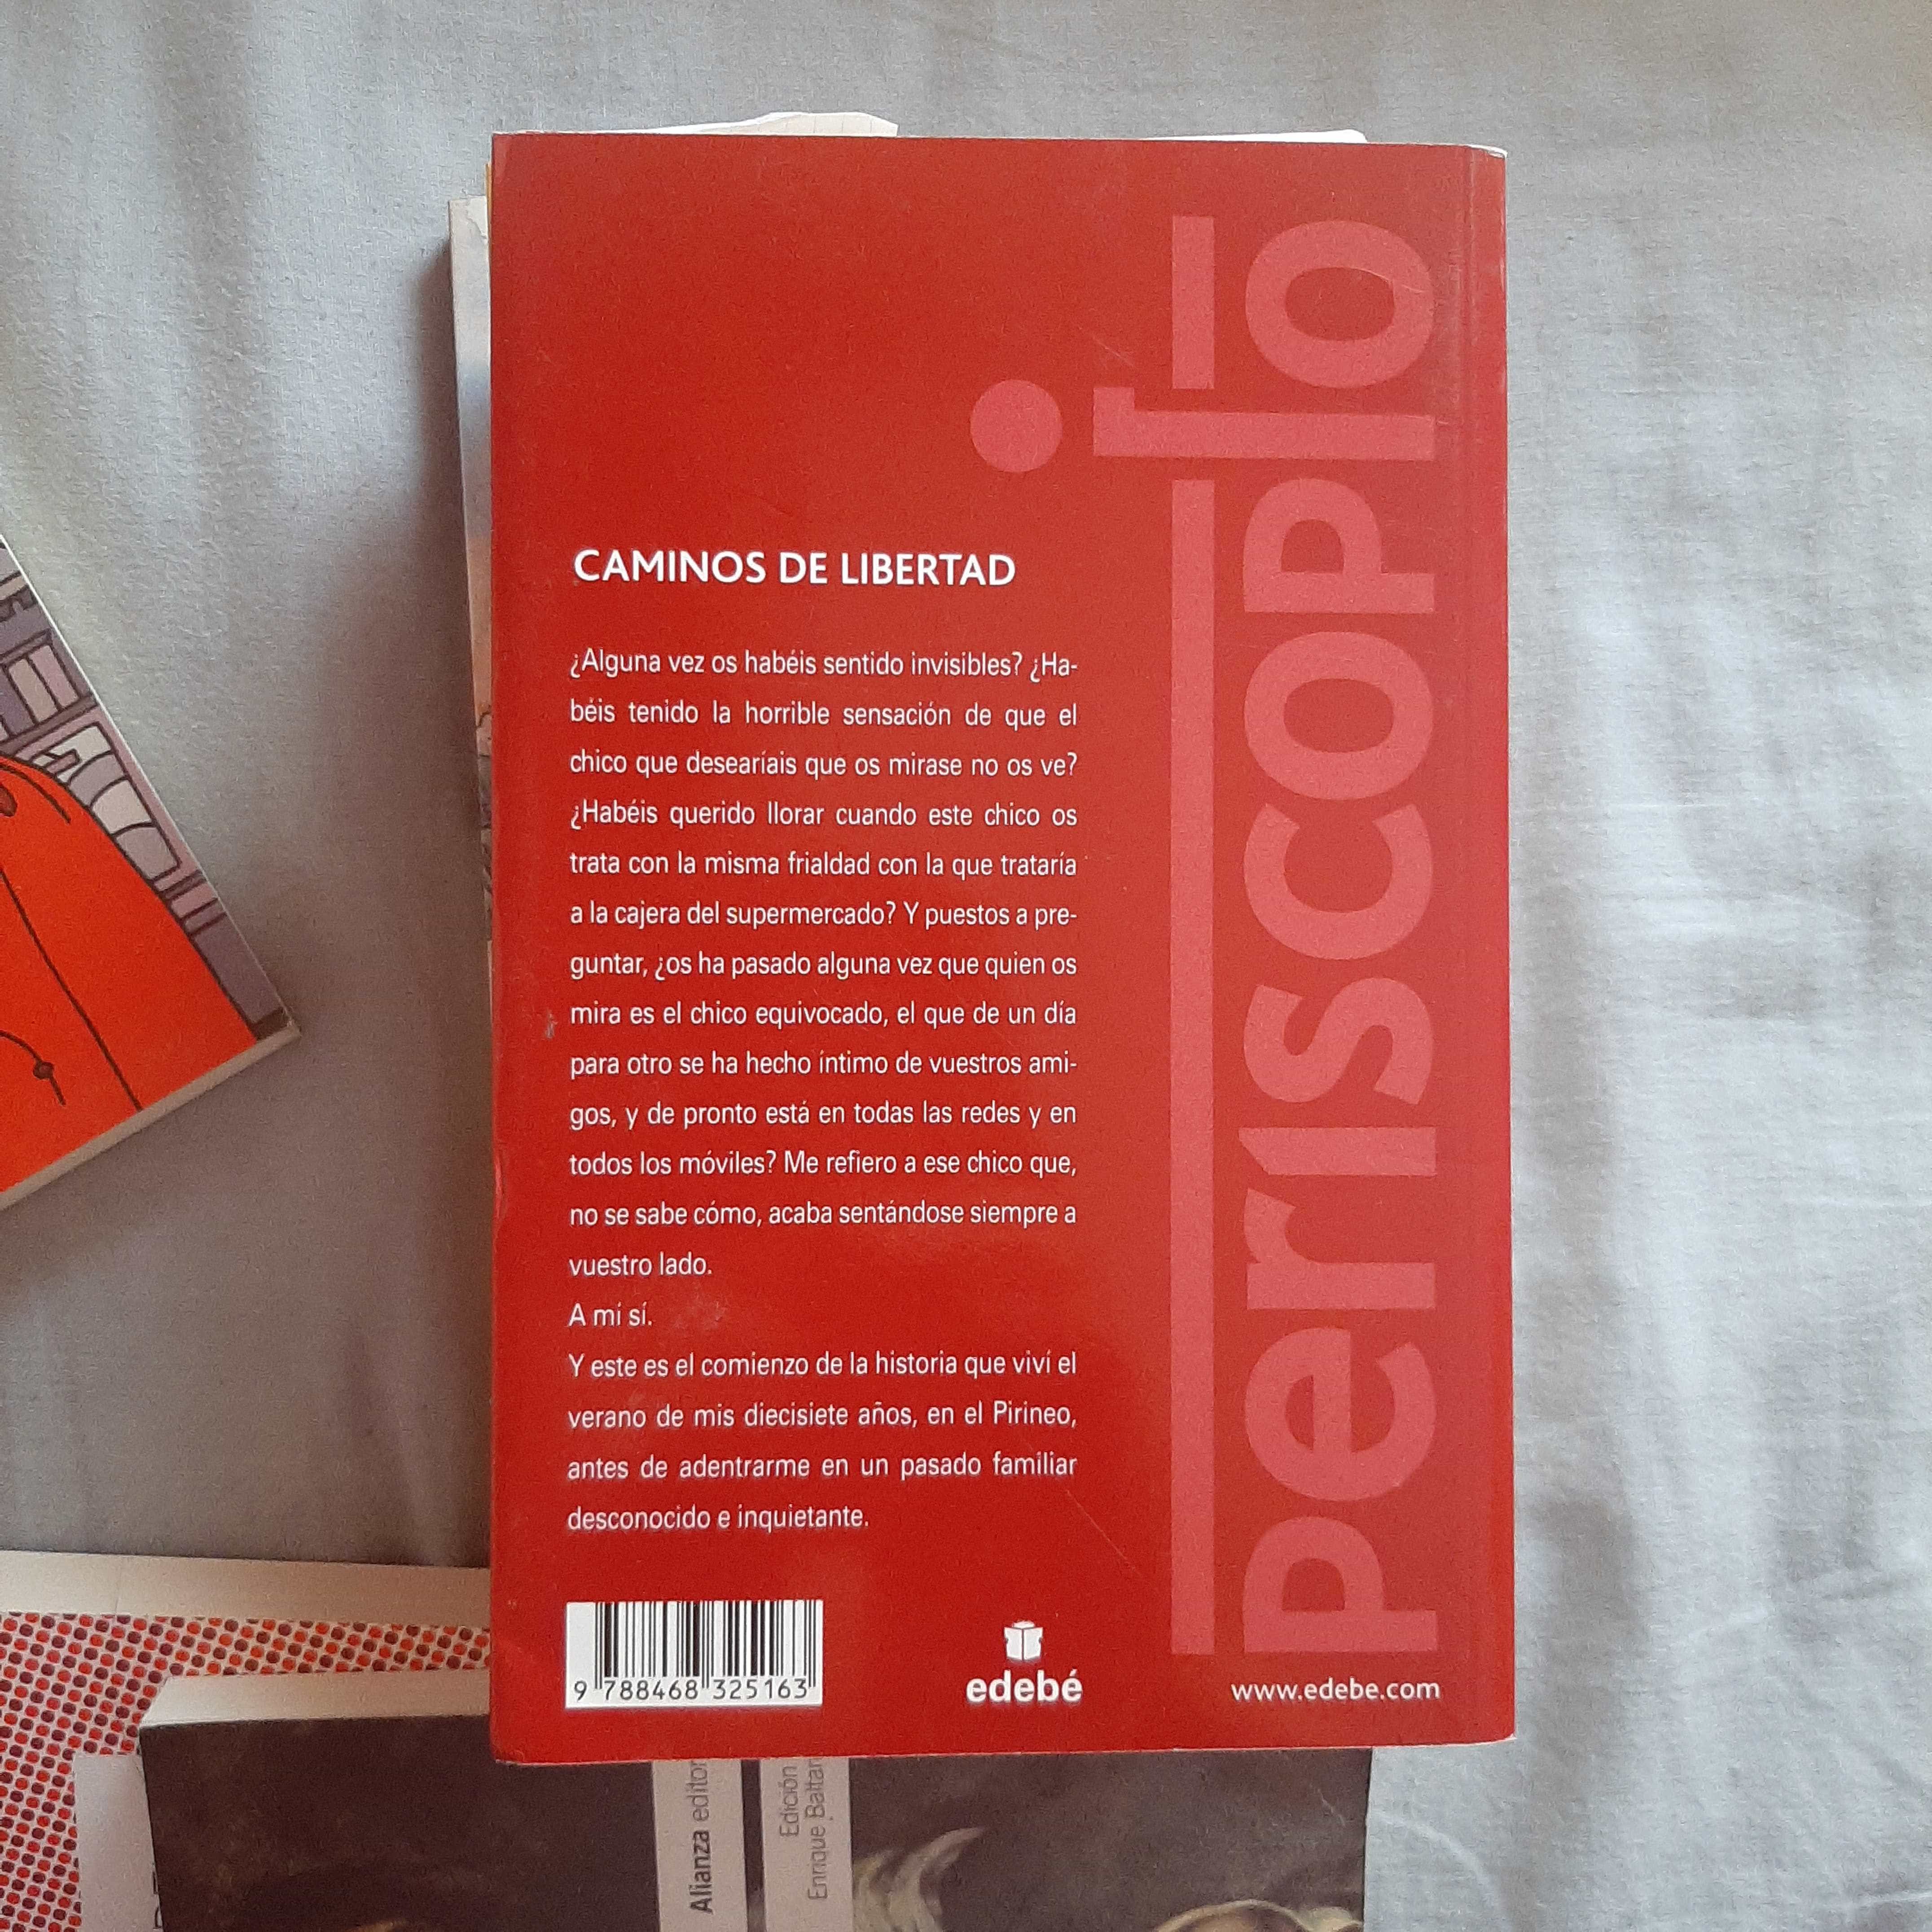 CAMINOS DE LIBERTAD
¿Alguna vez os habéis sentido invisibles? ¿Ha-
béis tenido la horrible sensación de que el
chico que desearíais que os mirase no os ve?
¿Habéis querido llorar cuando este chico os
trata con la misma frialdad con la que trataría
a la cajera del supermercado? Y puestos a pre-
guntar, ¿os ha pasado alguna vez que quien os
mira es el chico equivocado, el que de un día
para otro se ha hecho íntimo de vuestros ami-
gos, y de pronto está en todas las redes y en
todos los móviles? Me refiero a ese chico que,
no se sabe cómo, acaba sentándose siempre a
vuestro lado.
A mí sí.
Y este es el comienzo de la historia que viví el
verano de mis diecisiete años, en el Pirineo,
antes de adentrarme en un pasado familiar
desconocido e inquietante.
periscopio
9 788468 325163
edebé
www.edebe.com
Alianza editor
Edición
Enrique Baltan